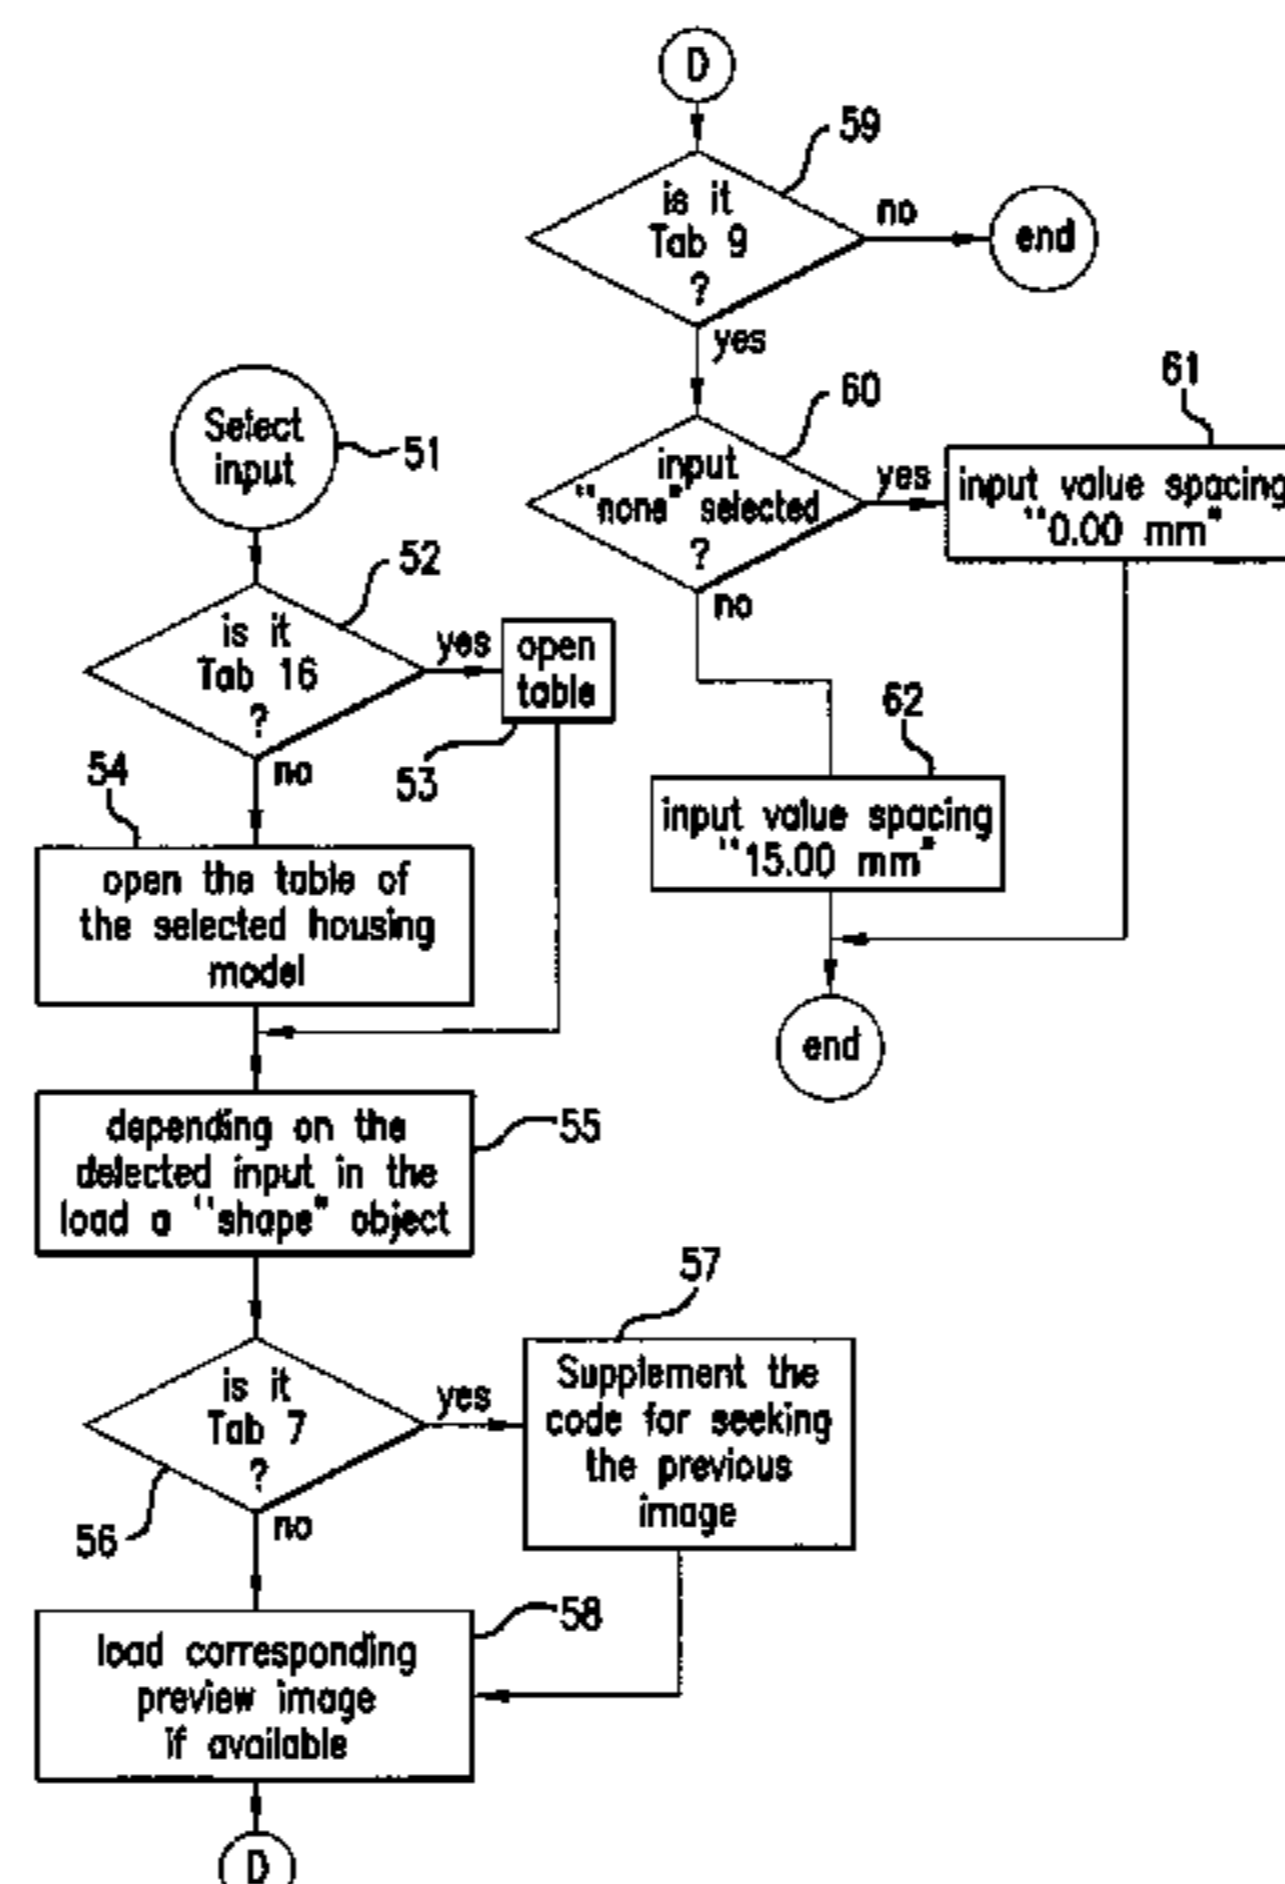 D
59
is it
Tab 9
?
no
end
yes
60
input
"none" selected
?
yes
61
input value spacing
"0.00 mm"
no
62
input value spacing
"15.00 mm"
end
Select
input
51
52
is it
Tab 16
?
yes
open
table
53
no
54
open the table of
the selected housing
model
depending on the
delected input in the
load a "shape" object
55
is it
Tab 7
?
56
yes
57
Supplement the
code for seeking
the previous
image
no
58
load corresponding
preview image
if available
D